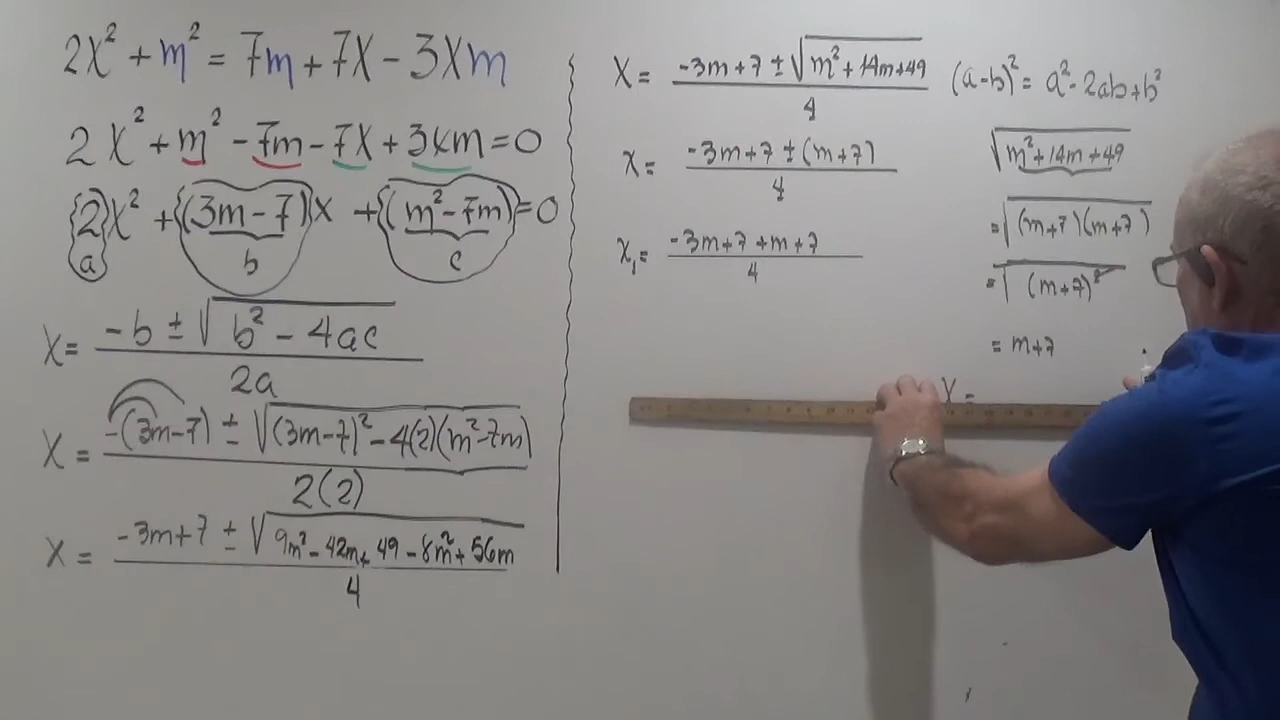 2X² + m² = 7m + 7X - 3Xm
2X² + m² - 7m - 7X + 3Xm = 0
{2}X² + {(3m - 7)}X + {(m² - 7m)} = 0
a b c
X = (-b ± √(b² - 4ac)) / 2a
X = (-(3m-7) ± √((3m-7)² - 4(2)(m²-7m))) / 2(2)
X = (-3m+7 ± √(9m² - 42m + 49 - 8m² + 56m)) / 4
X = (-3m+7 ± √(m² + 14m + 49)) / 4
X = (-3m+7 ± (m+7)) / 4
X₁ = (-3m+7 + m+7) / 4
(a-b)² = a² - 2ab + b²
√(m² + 14m + 49)
= √((m+7)(m+7))
= √((m+7)²)
= m+7
X =